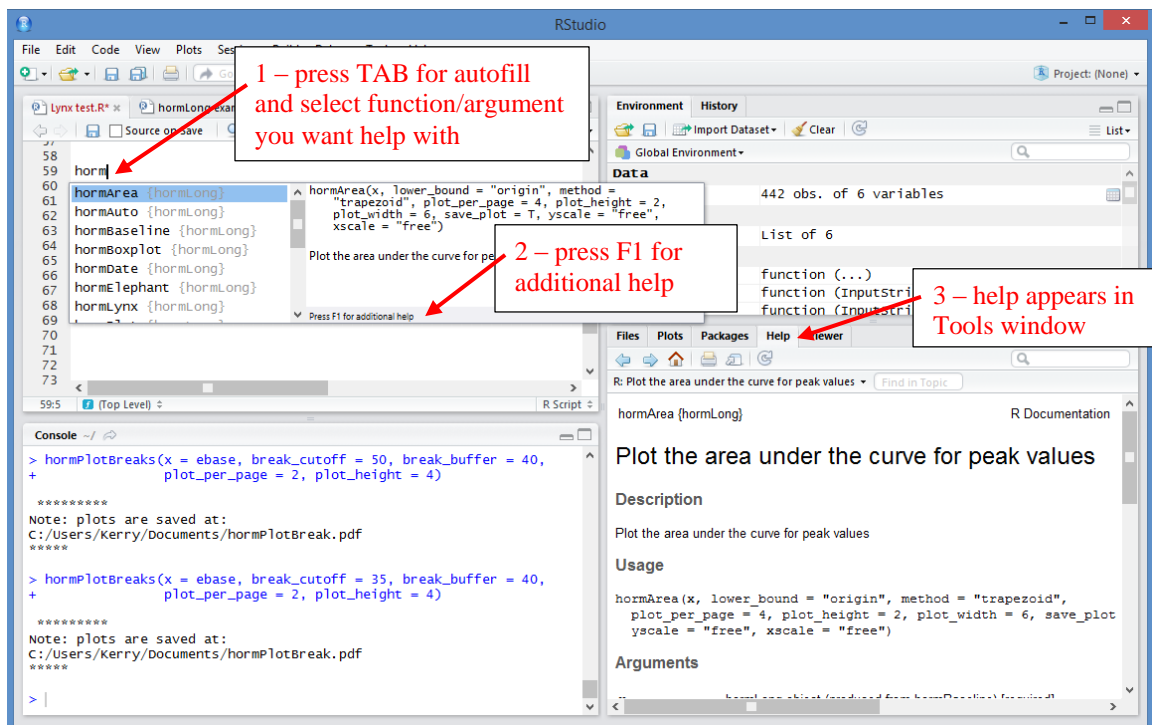 RStudio
File Edit Code View Plots
Project: (None)
1 – press TAB for autofill
and select function/argument
you want help with
Lynx test.R* ×
Source on Save
58
59 horm
60
61
62
63
64
65
66
67
68
69
70
71
72
73
hormArea {hormLong}
hormAuto {hormLong}
hormBaseline {hormLong}
hormBoxplot {hormLong}
hormDate {hormLong}
hormElephant {hormLong}
hormLynx {hormLong}
hormArea(x, lower_bound = "origin", method =
"trapezoid", plot_per_page = 4, plot_height = 2,
plot_width = 6, save_plot = T, yscale = "free",
xscale = "free")
Plot the area under the curve for pe
Press F1 for additional help
2 – press F1 for
additional help
59:5 (Top Level) R Script
Environment History
Import Dataset Clear List
Global Environment
Data
442 obs. of 6 variables
List of 6
function (...)
function (InputStri
function (InputStri
3 – help appears in
Tools window
Console ~/
> hormPlotBreaks(x = ebase, break_cutoff = 50, break_buffer = 40,
+ plot_per_page = 2, plot_height = 4)
*********
Note: plots are saved at:
C:/Users/Kerry/Documents/hormPlotBreak.pdf
*****
> hormPlotBreaks(x = ebase, break_cutoff = 35, break_buffer = 40,
+ plot_per_page = 2, plot_height = 4)
*********
Note: plots are saved at:
C:/Users/Kerry/Documents/hormPlotBreak.pdf
*****
>
Files Plots Packages Help Viewer
R: Plot the area under the curve for peak values Find in Topic
hormArea {hormLong} R Documentation
Plot the area under the curve for peak values
Description
Plot the area under the curve for peak values
Usage
hormArea(x, lower_bound = "origin", method = "trapezoid",
plot_per_page = 4, plot_height = 2, plot_width = 6, save_plot
yscale = "free", xscale = "free")
Arguments